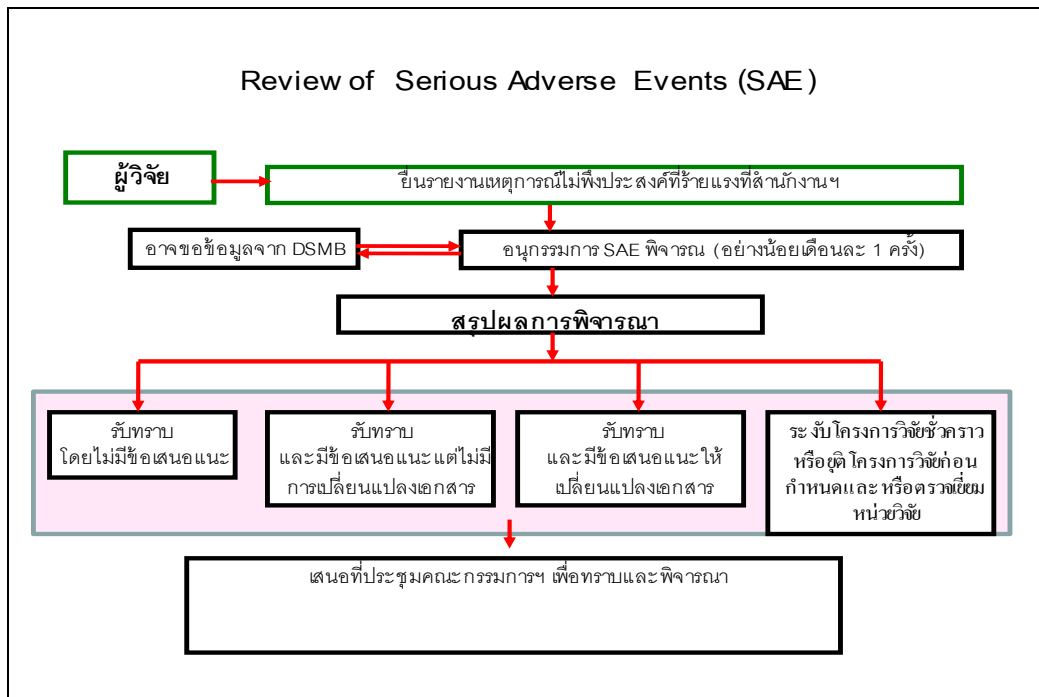 Review of Serious Adverse Events (SAE)
ผู้วิจัย
ยื่นรายงานเหตุการณ์ไม่พึงประสงค์ที่ร้ายแรงที่สำนักงานฯ
อาจขอข้อมูลจาก DSMB
อนุกรรมการ SAE พิจารณ (อย่างน้อยเดือนละ 1 ครั้ง)
สรุปผลการพิจารณา
รับทราบ
โดยไม่มีข้อเสนอแนะ
รับทราบ
และมีข้อเสนอแนะแต่ไม่มี
การเปลี่ยนแปลงเอกสาร
รับทราบ
และมีข้อเสนอแนะให้
เปลี่ยนแปลงเอกสาร
ระงับโครงการวิจัยชั่วคราว
หรือยุติโครงการวิจัยก่อน
กำหนดและ หรือตรวจเยี่ยม
หน่วยวิจัย
เสนอที่ประชุมคณะกรรมการฯ เพื่อทราบและพิจารณา